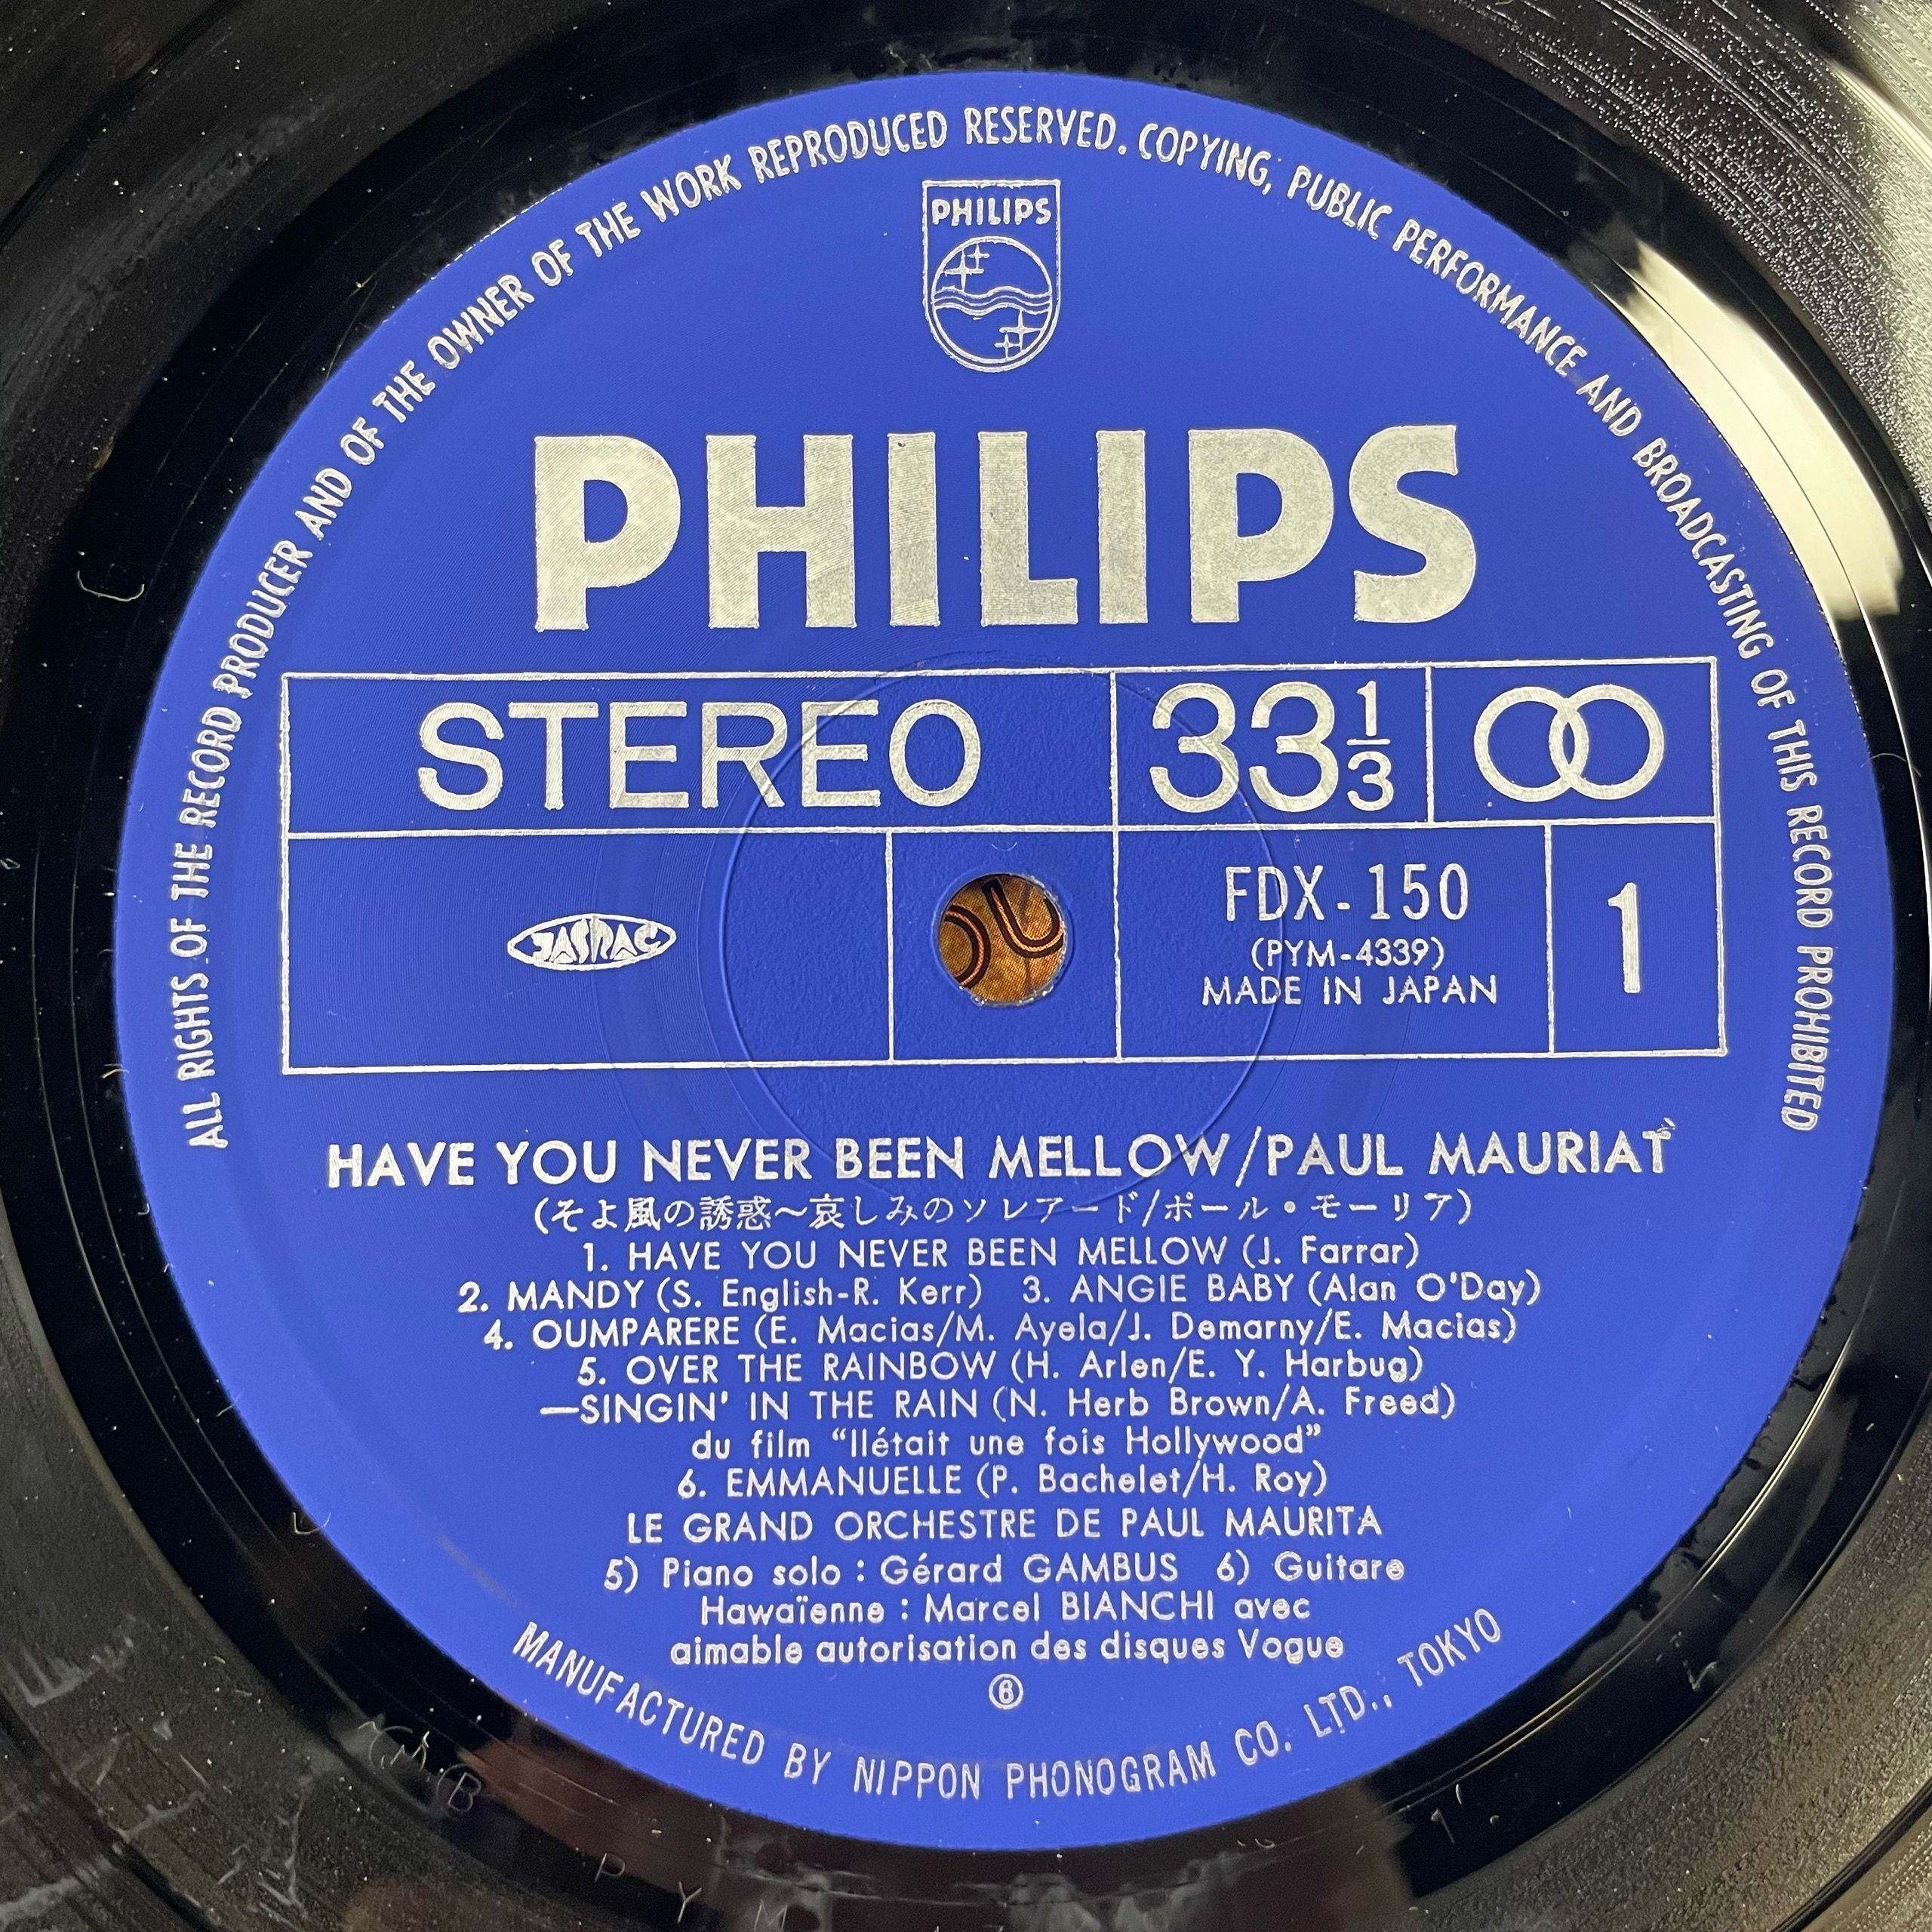 ALL RIGHTS OF THE RECORD PRODUCER AND OF THE OWNER OF THE WORK REPRODUCED RESERVED. COPYING, PUBLIC PERFORMANCE AND BROADCASTING OF THIS RECORD PROHIBITED
PHILIPS
PHILIPS
STEREO
33 1/3
JASRAC
FDX-150
(PYM-4339)
MADE IN JAPAN
1
HAVE YOU NEVER BEEN MELLOW/PAUL MAURIAT
(そよ風の誘惑〜哀しみのソレアード/ポール・モーリア)
1. HAVE YOU NEVER BEEN MELLOW (J. Farrar)
2. MANDY (S. English-R. Kerr) 3. ANGIE BABY (Alan O'Day)
4. OUMPARERE (E. Macias/M. Ayela/J. Demarny/E. Macias)
5. OVER THE RAINBOW (H. Arlen/E. Y. Harbug)
—SINGIN' IN THE RAIN (N. Herb Brown/A. Freed)
du film "Ilétait une fois Hollywood"
6. EMMANUELLE (P. Bachelet/H. Roy)
LE GRAND ORCHESTRE DE PAUL MAURITA
5) Piano solo : Gérard GAMBUS 6) Guitare
Hawaïenne : Marcel BIANCHI avec
aimable autorisation des disques Vogue
⑥
MANUFACTURED BY NIPPON PHONOGRAM CO. LTD., TOKYO
P Y M